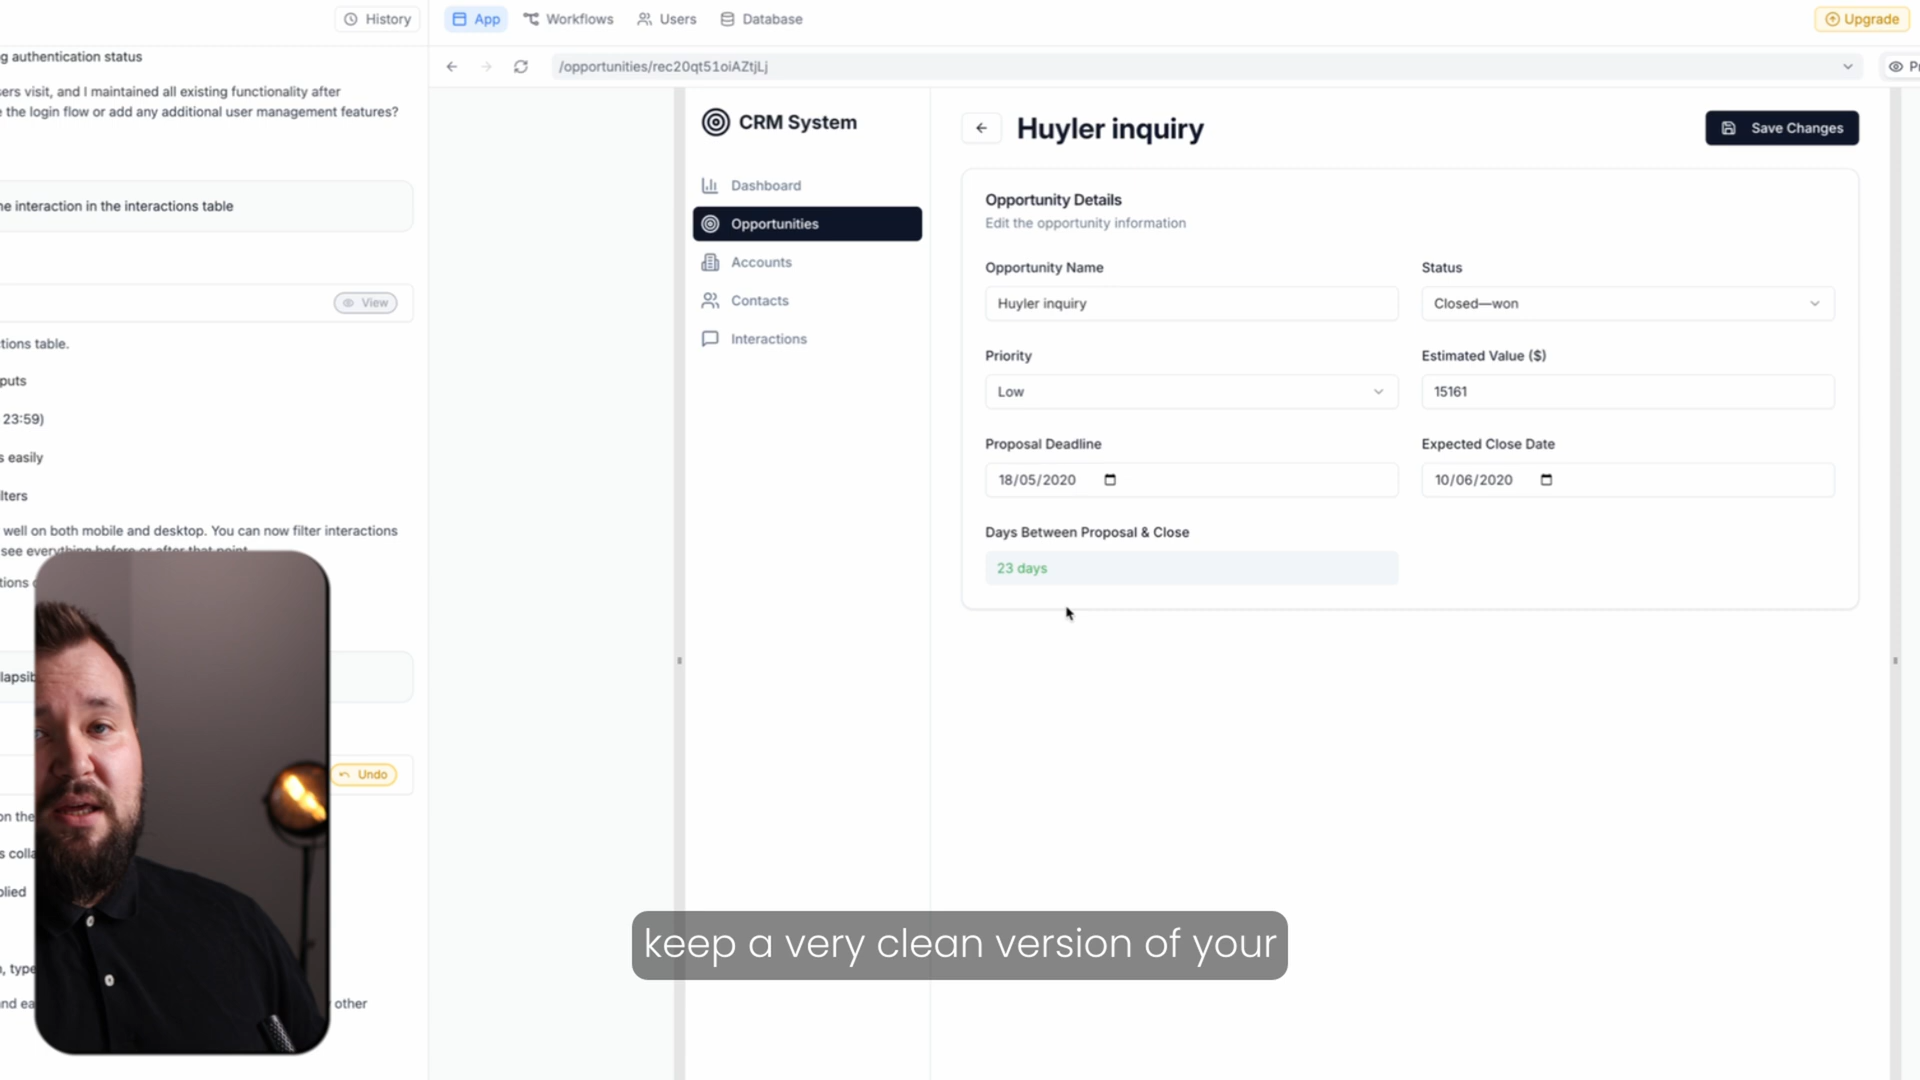 History
g authentication status
ers visit, and I maintained all existing functionality after
e the login flow or add any additional user management features?
ne interaction in the interactions table
View
tions table.
puts
23:59)
s easily
ilters
well on both mobile and desktop. You can now filter interactions
see everything before or after that point.
tions
lapsib
Undo
on the
s colla
plied
, type
nd ea
other
App
Workflows
Users
Database
Upgrade
/opportunities/rec20qt51oiAZtjLj
Pr
CRM System
Dashboard
Opportunities
Accounts
Contacts
Interactions
Huyler inquiry
Save Changes
Opportunity Details
Edit the opportunity information
Opportunity Name
Status
Huyler inquiry
Closed—won
Priority
Estimated Value ($)
Low
15161
Proposal Deadline
Expected Close Date
18/05/2020
10/06/2020
Days Between Proposal & Close
23 days
keep a very clean version of your